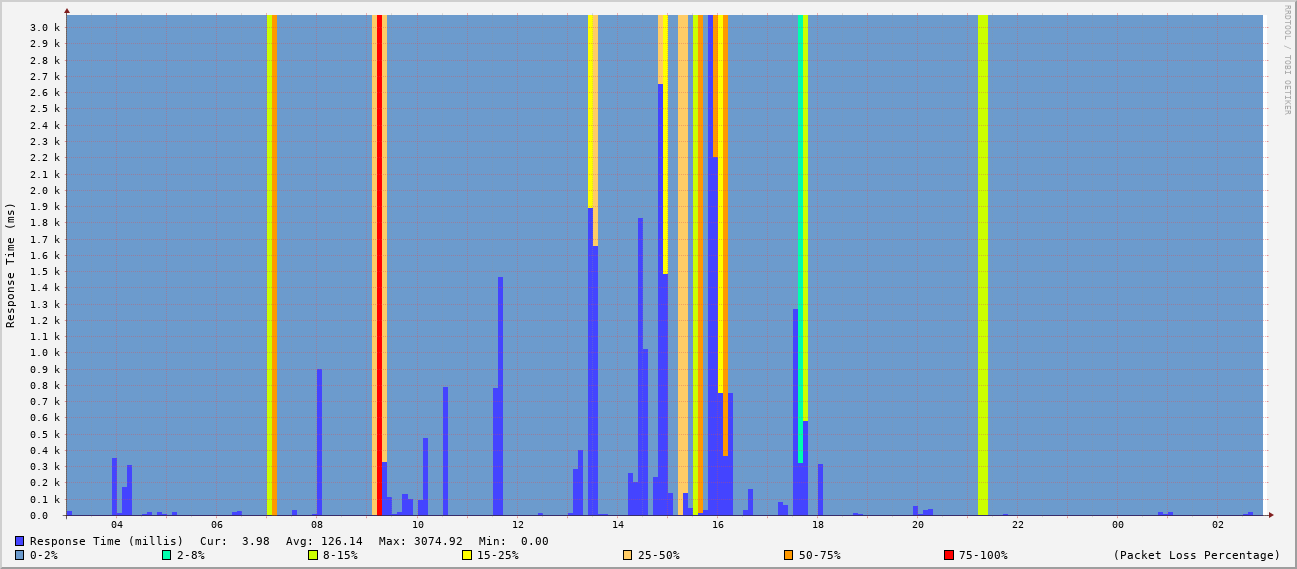 RRDTOOL / TOBI OETIKER
Response Time (ms)
3.0 k
2.9 k
2.8 k
2.7 k
2.6 k
2.5 k
2.4 k
2.3 k
2.2 k
2.1 k
2.0 k
1.9 k
1.8 k
1.7 k
1.6 k
1.5 k
1.4 k
1.3 k
1.2 k
1.1 k
1.0 k
0.9 k
0.8 k
0.7 k
0.6 k
0.5 k
0.4 k
0.3 k
0.2 k
0.1 k
0.0
04 06 08 10 12 14 16 18 20 22 00 02
Response Time (millis) Cur: 3.98 Avg: 126.14 Max: 3074.92 Min: 0.00
0-2% 2-8% 8-15% 15-25% 25-50% 50-75% 75-100% (Packet Loss Percentage)